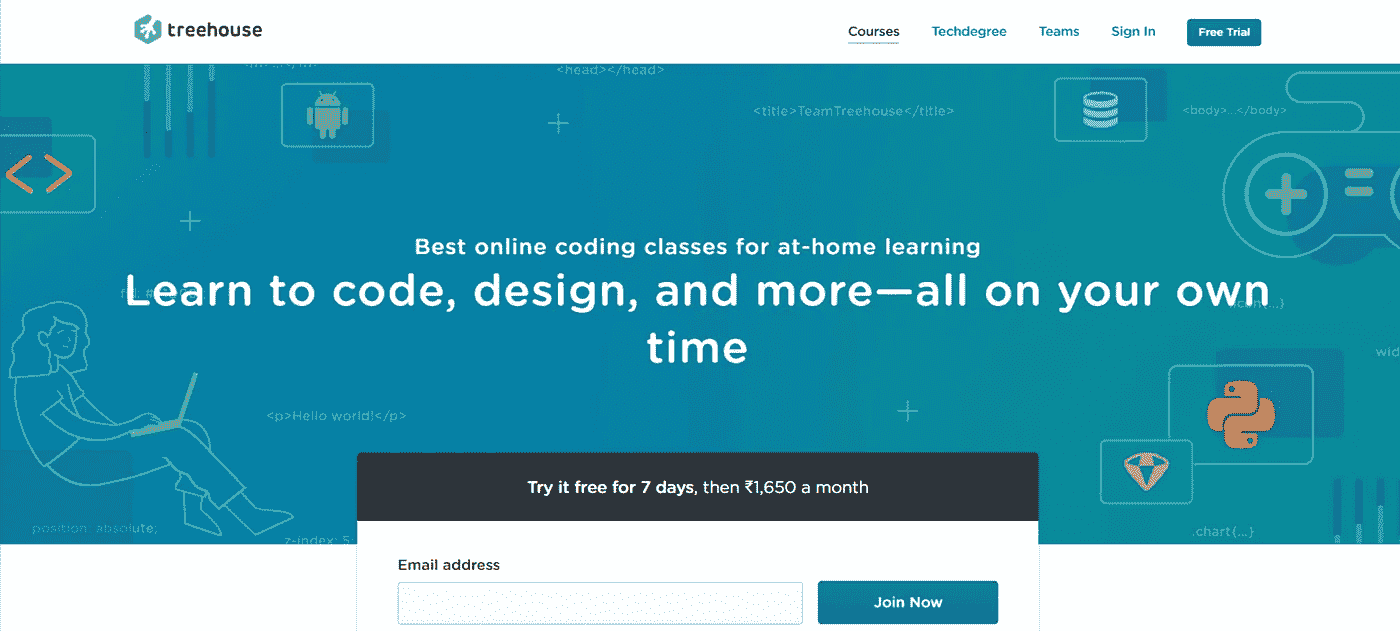 treehouse
Courses
Techdegree
Teams
Sign In
Free Trial
<head></head>
<title>TeamTreehouse</title>
<body>...</body>
Best online coding classes for at-home learning
Learn to code, design, and more—all on your own
time
<p>Hello world!</p>
Try it free for 7 days, then ₹1,650 a month
position: absolute;
z-index: 5;
.chart{...}
Email address
Join Now